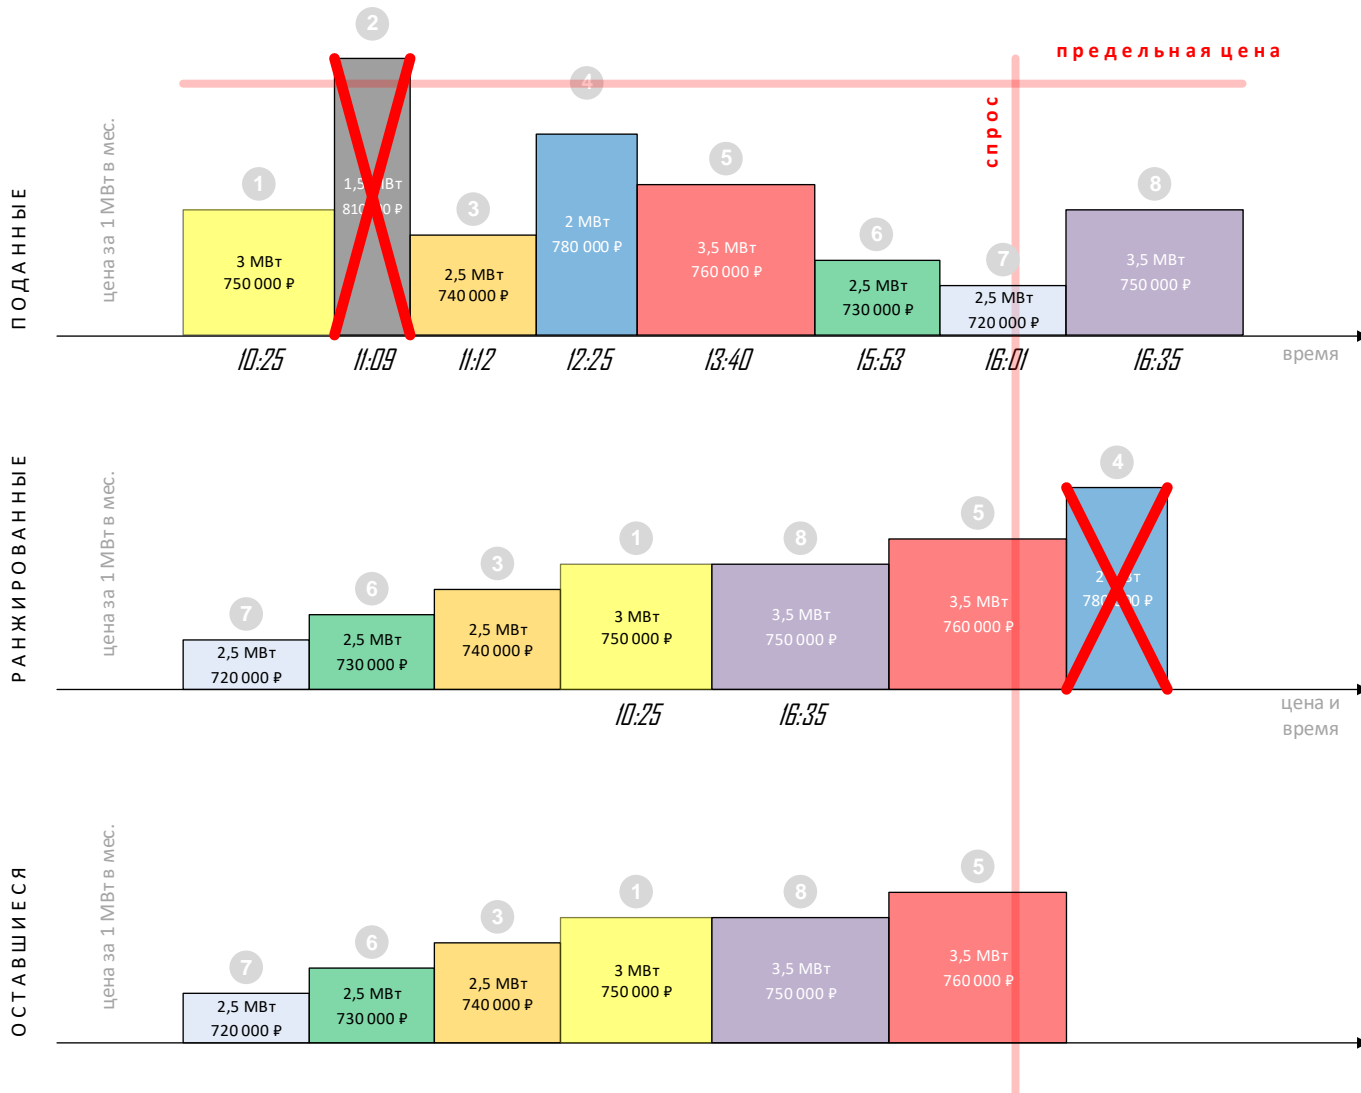 2
предельная цена
4
спрос
5
1
8
3
6
7
ПОДАННЫЕ
цена за 1 МВт в мес.
3 МВт
750 000 ₽
2,5 МВт
740 000 ₽
2 МВт
780 000 ₽
3,5 МВт
760 000 ₽
2,5 МВт
730 000 ₽
2,5 МВт
720 000 ₽
3,5 МВт
750 000 ₽
10:25
11:09
11:12
12:25
13:40
15:53
16:01
16:35
время
РАНЖИРОВАННЫЕ
цена за 1 МВт в мес.
7
6
3
1
8
5
4
2,5 МВт
720 000 ₽
2,5 МВт
730 000 ₽
2,5 МВт
740 000 ₽
3 МВт
750 000 ₽
3,5 МВт
750 000 ₽
3,5 МВт
760 000 ₽
10:25
16:35
цена и
время
ОСТАВШИЕСЯ
цена за 1 МВт в мес.
7
6
3
1
8
5
2,5 МВт
720 000 ₽
2,5 МВт
730 000 ₽
2,5 МВт
740 000 ₽
3 МВт
750 000 ₽
3,5 МВт
750 000 ₽
3,5 МВт
760 000 ₽